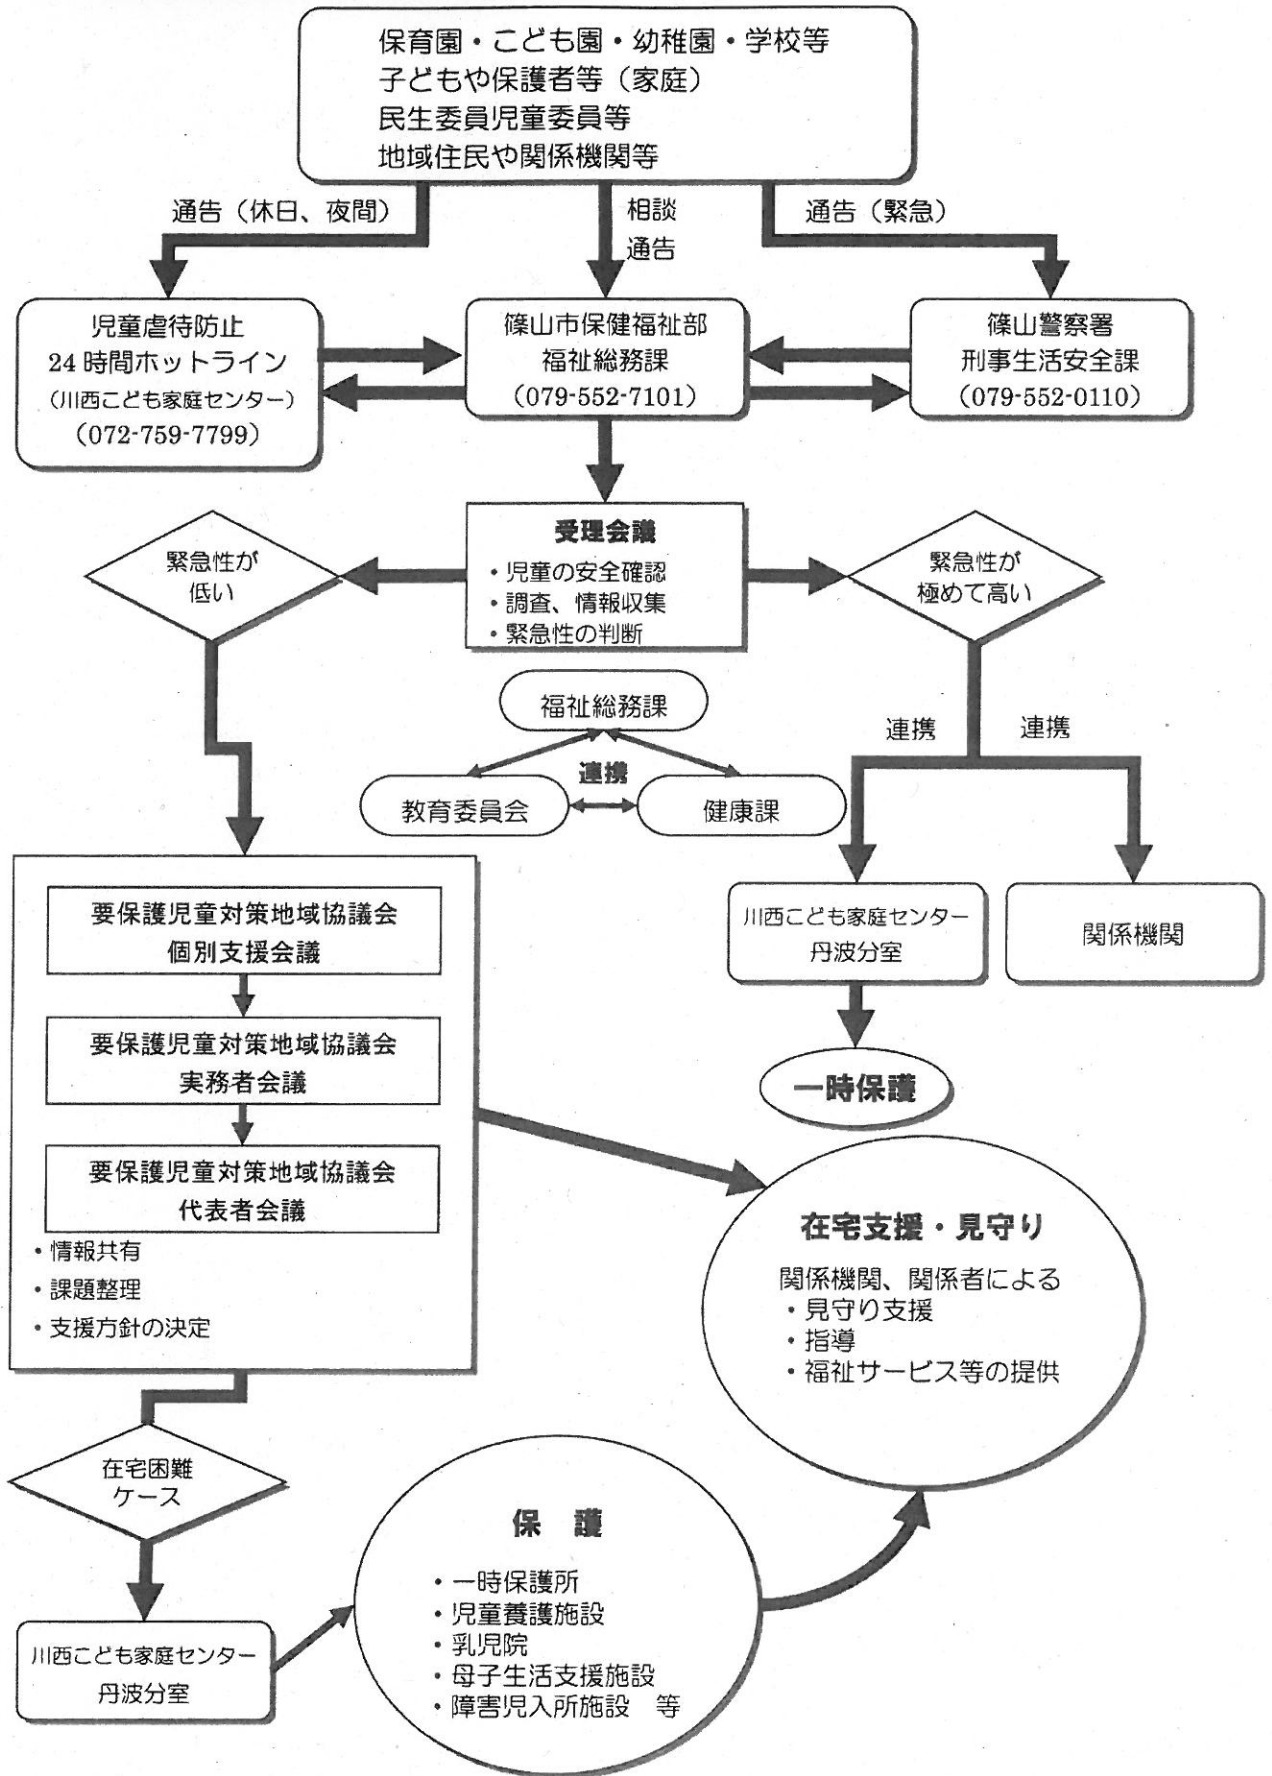 保育園・こども園・幼稚園・学校等
子どもや保護者等（家庭）
民生委員児童委員等
地域住民や関係機関等
通告（休日、夜間）
相談
通告
通告（緊急）
児童虐待防止
24時間ホットライン
（川西こども家庭センター）
（072-759-7799）
篠山市保健福祉部
福祉総務課
（079-552-7101）
篠山警察署
刑事生活安全課
（079-552-0110）
緊急性が
低い
受理会議
・児童の安全確認
・調査、情報収集
・緊急性の判断
緊急性が
極めて高い
福祉総務課
連携
教育委員会
健康課
連携
連携
川西こども家庭センター
丹波分室
関係機関
一時保護
要保護児童対策地域協議会
個別支援会議
要保護児童対策地域協議会
実務者会議
要保護児童対策地域協議会
代表者会議
・情報共有
・課題整理
・支援方針の決定
在宅支援・見守り
関係機関、関係者による
・見守り支援
・指導
・福祉サービス等の提供
在宅困難
ケース
川西こども家庭センター
丹波分室
保　護
・一時保護所
・児童養護施設
・乳児院
・母子生活支援施設
・障害児入所施設　等